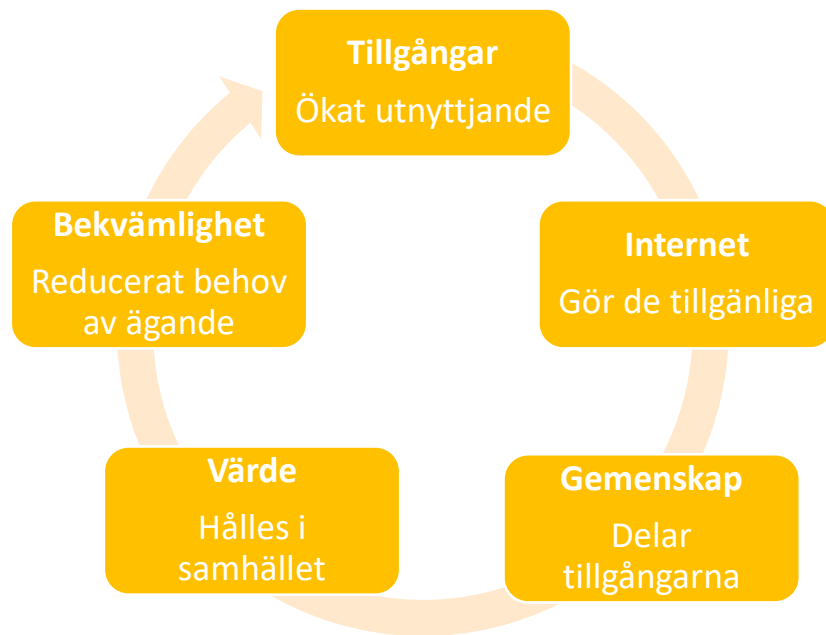 Tillgångar
Ökat utnyttjande
Internet
Gör de tillgänliga
Gemenskap
Delar
tillgångarna
Värde
Hålles i
samhället
Bekvämlighet
Reducerat behov
av ägande